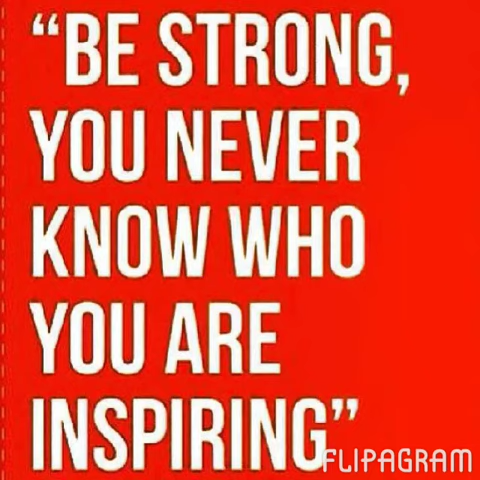 “BE STRONG,
YOU NEVER
KNOW WHO
YOU ARE
INSPIRING”
FLIPAGRAM